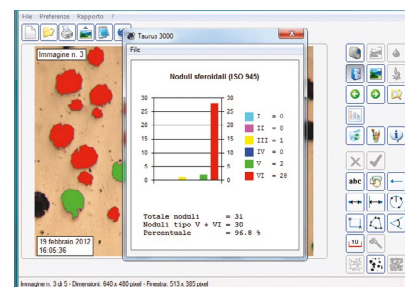 File Preferenze Rapporto ?
Immagine n. 3
Taurus 3000
File
Noduli sferoidali (ISO 945)
30
25
20
15
10
5
0
30
25
20
15
10
5
0
I = 0
II = 0
III = 1
IV = 0
V = 2
VI = 28
Totale noduli = 31
Noduli tipo V + VI = 30
Percentuale = 96.8 %
abc
1,0
19 febbraio 2012
16:05:36
Immagine n. 3 di 5 - Dimensioni: 640 x 480 pixel - Finestra: 513 x 385 pixel